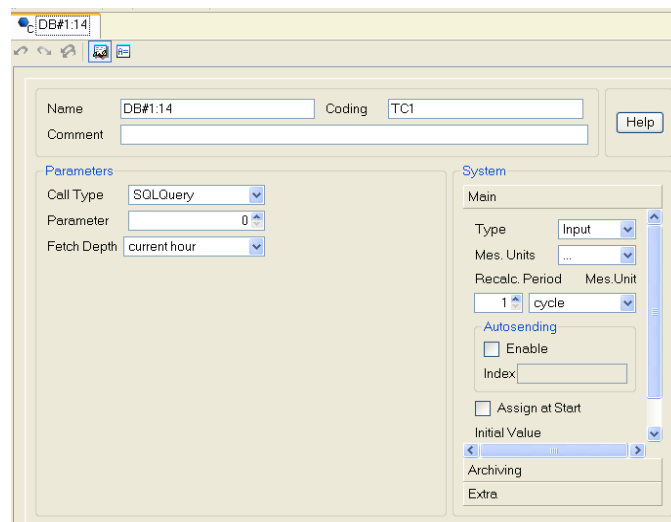 DB#1:14
Name DB#1:14 Coding TC1
Help
Comment
Parameters
Call Type SQLQuery
Parameter 0
Fetch Depth current hour
System
Main
Type Input
Mes. Units ...
Recalc. Period Mes.Unit
1 cycle
Autosending
Enable
Index
Assign at Start
Initial Value
Archiving
Extra